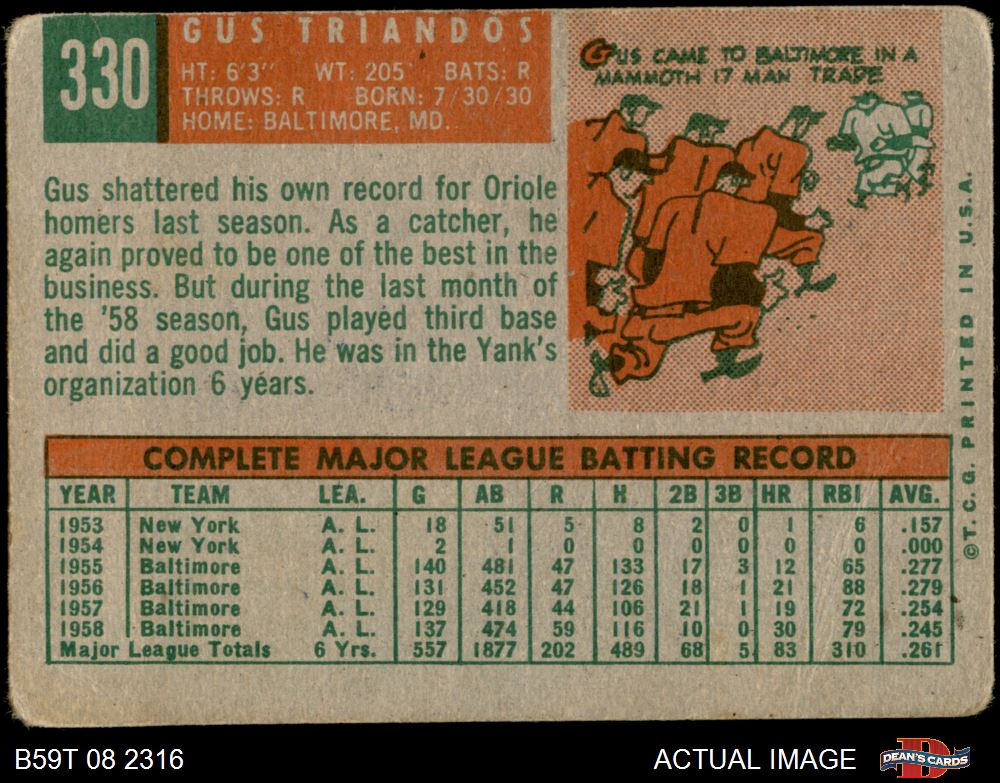 330
GUS TRIANDOS
HT: 6'3" WT: 205 BATS: R
THROWS: R BORN: 7/30/30
HOME: BALTIMORE, MD.
GUS CAME TO BALTIMORE IN A
MAMMOTH 17 MAN TRADE
Gus shattered his own record for Oriole
homers last season. As a catcher, he
again proved to be one of the best in the
business. But during the last month of
the '58 season, Gus played third base
and did a good job. He was in the Yank's
organization 6 years.
COMPLETE MAJOR LEAGUE BATTING RECORD
YEAR TEAM LEA. G AB R H 2B 3B HR RBI AVG.
1953 New York A. L. 18 51 5 8 2 0 1 6 .157
1954 New York A. L. 2 1 0 0 0 0 0 0 .000
1955 Baltimore A. L. 140 481 47 133 17 3 12 65 .277
1956 Baltimore A. L. 131 452 47 126 18 1 21 88 .279
1957 Baltimore A. L. 129 418 44 106 21 1 19 72 .254
1958 Baltimore A. L. 137 474 59 116 10 0 30 79 .245
Major League Totals 6 Yrs. 557 1877 202 489 68 5 83 310 .261
©T. C. G. PRINTED IN U.S.A.
B59T 08 2316
ACTUAL IMAGE
DEAN'S CARDS